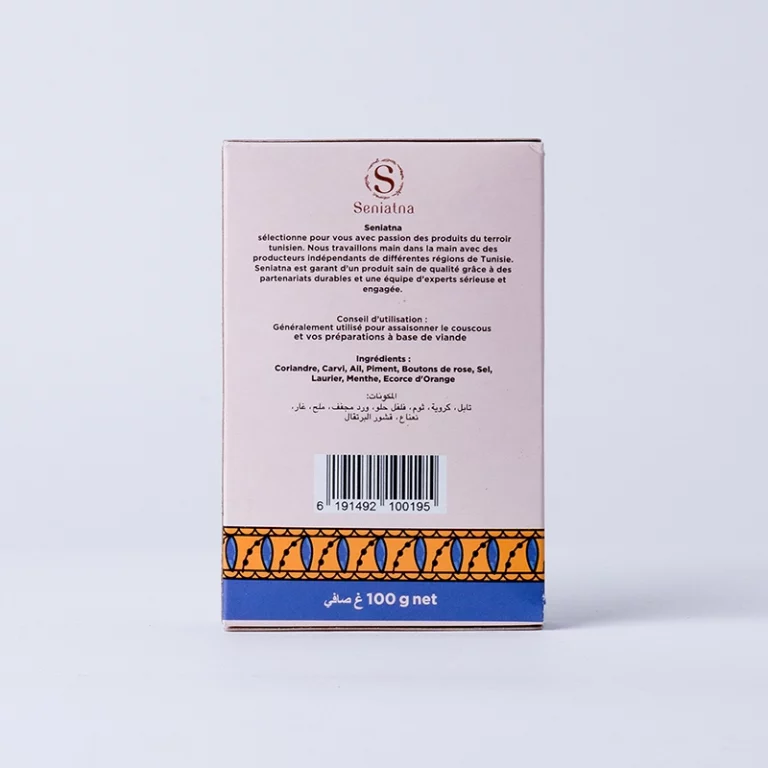 S
Seniatna
Seniatna
sélectionne pour vous avec passion des produits du terroir
tunisien. Nous travaillons main dans la main avec des
producteurs indépendants de différentes régions de Tunisie.
Seniatna est garant d'un produit sain de qualité grâce à des
partenariats durables et une équipe d'experts sérieuse et
engagée.
Conseil d'utilisation :
Généralement utilisé pour assaisonner le couscous
et vos préparations à base de viande
Ingrédients :
Coriandre, Carvi, Ail, Piment, Boutons de rose, Sel,
Laurier, Menthe, Ecorce d'Orange
المكونات:
تابل، كروية، ثوم، فلفل حلو، ورد مجفف، ملح، غار،
نعناع، قشور البرتقال
6 191492 100195
100 g net غ صافي